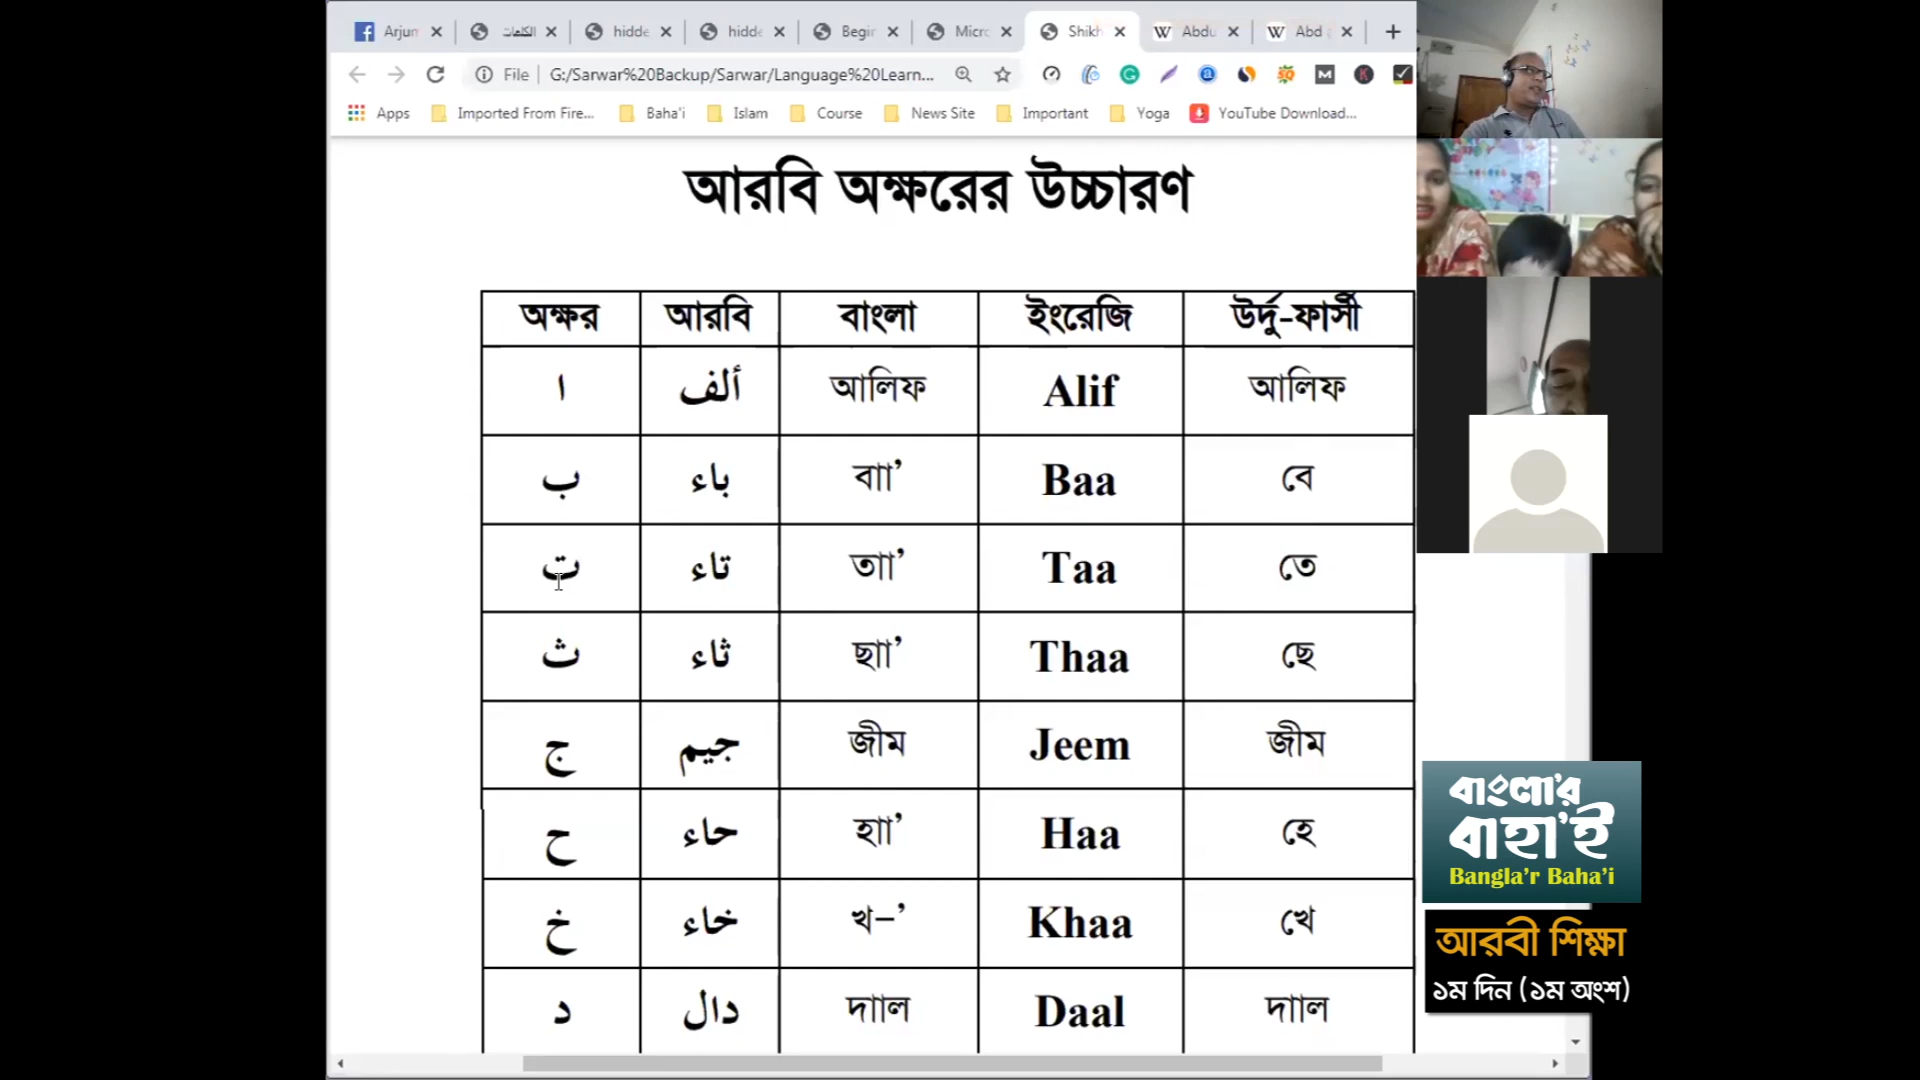 Arjun
الكلمات
hidde
hidde
Begir
Micro
Shikh
Abdu
Abd
File
G:/Sarwar%20Backup/Sarwar/Language%20Learn...
Apps
Imported From Fire...
Baha'i
Islam
Course
News Site
Important
Yoga
YouTube Download...
আরবি অক্ষরের উচ্চারণ
অক্ষর আরবি বাংলা ইংরেজি উর্দু-ফার্সী
ا ألف আলিফ Alif আলিফ
ب باء বাা’ Baa বে
ت تاء তাা’ Taa তে
ث ثاء ছাা’ Thaa ছে
ج جيم জীম Jeem জীম
ح حاء হাা’ Haa হে
خ خاء খ–’ Khaa খে
د دال দাাল Daal দাাল
বাংলা'র
বাহা'ই
Bangla'r Baha'i
আরবী শিক্ষা
১ম দিন (১ম অংশ)